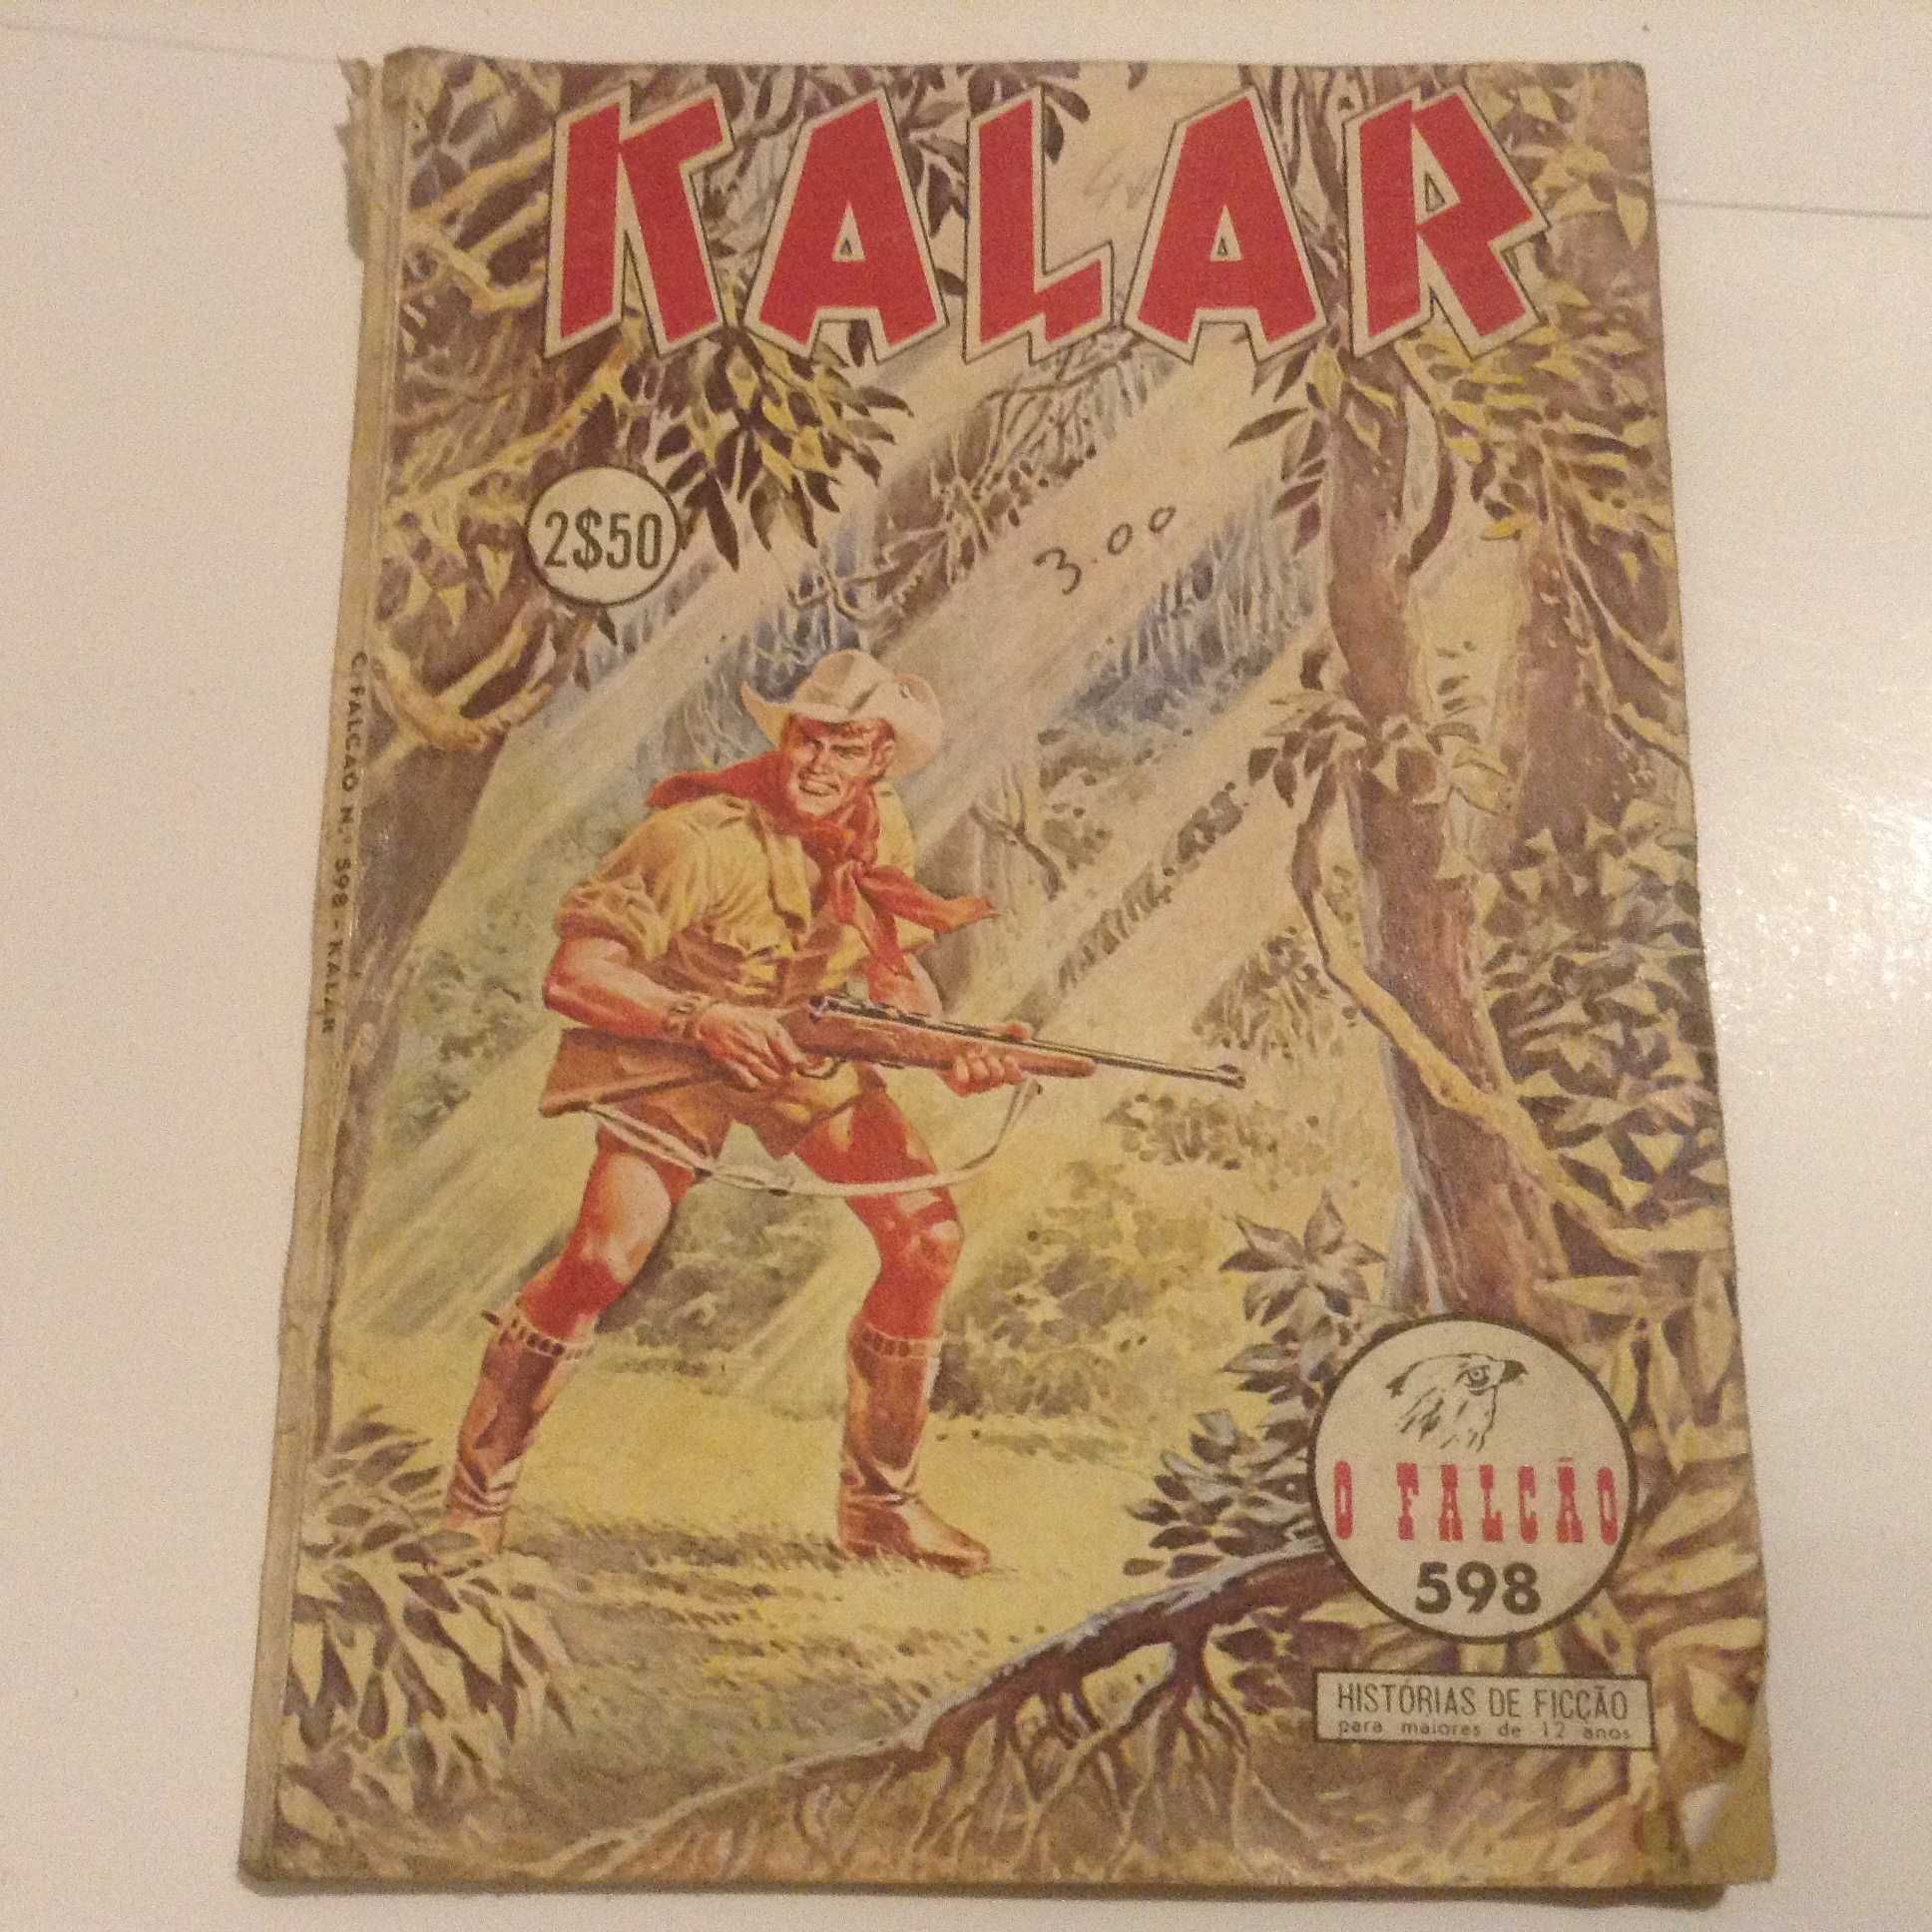 KALAR
2$50
3.00
C. FALCÃO N.º 598 - KALAR
O FALCÃO
598
HISTÓRIAS DE FICÇÃO
para maiores de 12 anos